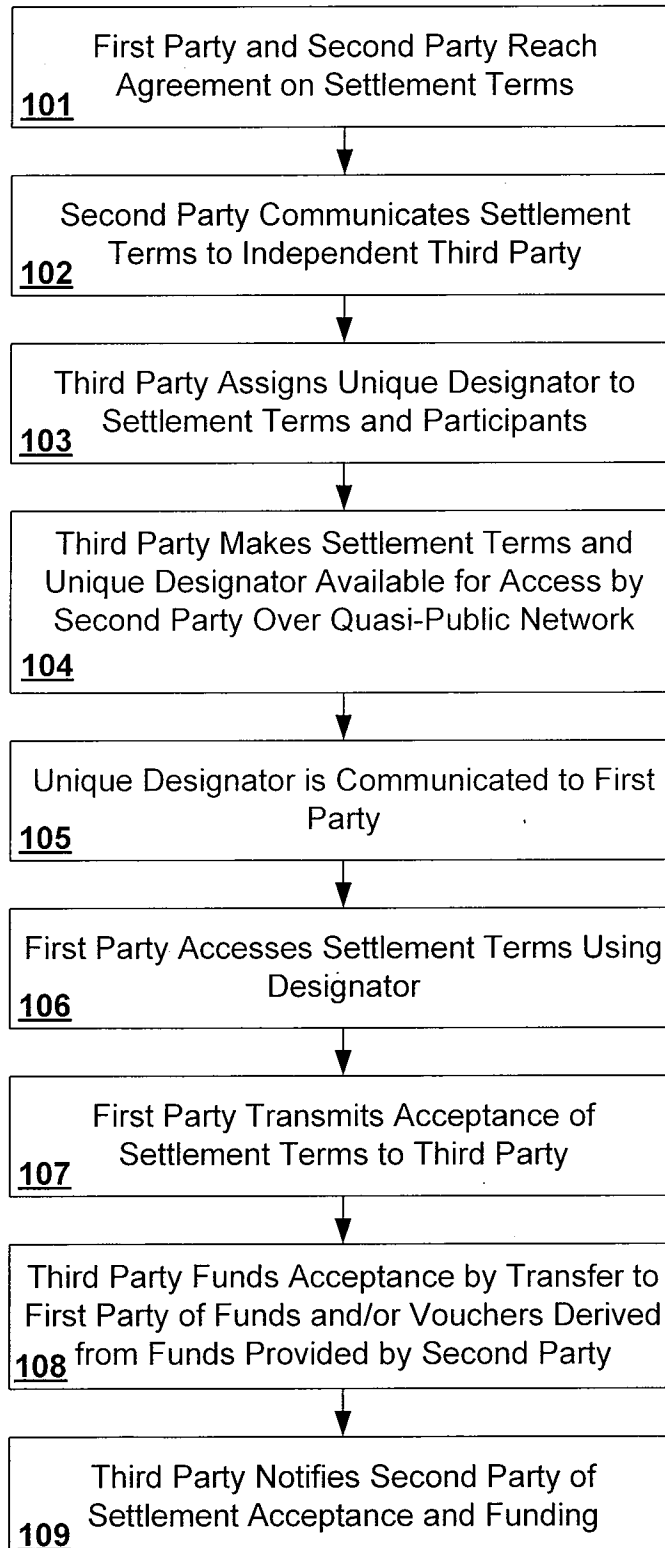 First Party and Second Party Reach
Agreement on Settlement Terms
101
Second Party Communicates Settlement
Terms to Independent Third Party
102
Third Party Assigns Unique Designator to
Settlement Terms and Participants
103
Third Party Makes Settlement Terms and
Unique Designator Available for Access by
Second Party Over Quasi-Public Network
104
Unique Designator is Communicated to First
Party
105
First Party Accesses Settlement Terms Using
Designator
106
First Party Transmits Acceptance of
Settlement Terms to Third Party
107
Third Party Funds Acceptance by Transfer to
First Party of Funds and/or Vouchers Derived
from Funds Provided by Second Party
108
Third Party Notifies Second Party of
Settlement Acceptance and Funding
109